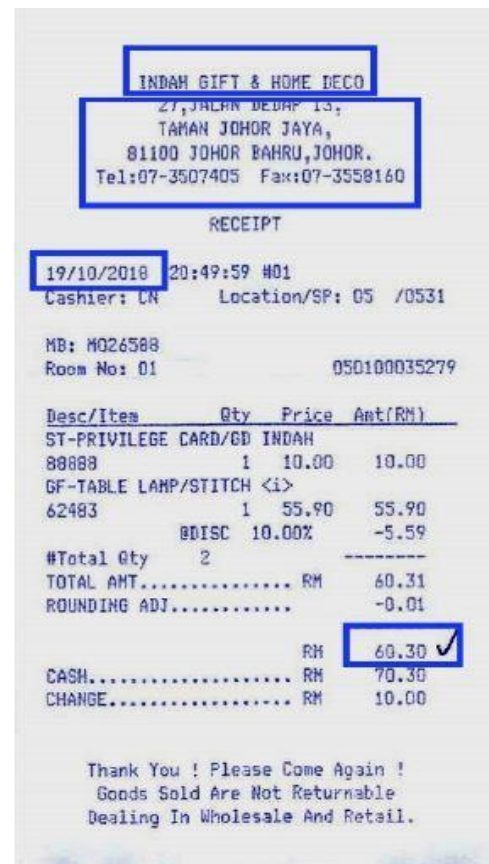 INDAH GIFT & HOME DECO
27,JALAN DEDAP 13,
TAMAN JOHOR JAYA,
81100 JOHOR BAHRU,JOHOR.
Tel:07-3507405 Fax:07-3558160
RECEIPT
19/10/2018 20:49:59 #01
Cashier: CN Location/SP: 05 /0531
MB: MO26588
Room No: 01 050100035279
Desc/Item Qty Price Amt(RM)
ST-PRIVILEGE CARD/GD INDAH
88888 1 10.00 10.00
GF-TABLE LAMP/STITCH <i>
62483 1 55.90 55.90
@DISC 10.00% -5.59
#Total Qty 2 --------
TOTAL AMT............... RM 60.31
ROUNDING ADJ............ -0.01
RM 60.30 ✓
CASH.................... RM 70.30
CHANGE.................. RM 10.00
Thank You ! Please Come Again !
Goods Sold Are Not Returnable
Dealing In Wholesale And Retail.